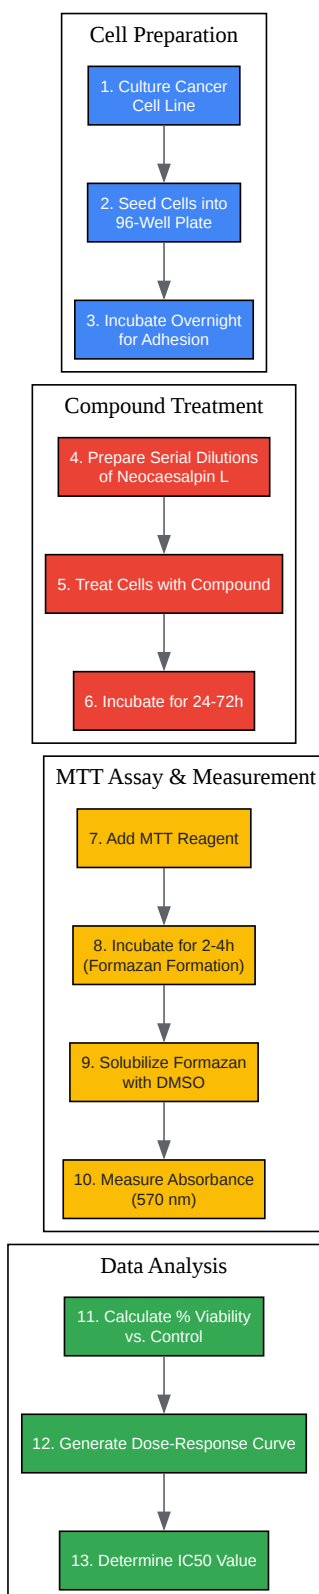 Cell Preparation
1. Culture Cancer
Cell Line
2. Seed Cells into
96-Well Plate
3. Incubate Overnight
for Adhesion
Compound Treatment
4. Prepare Serial Dilutions
of Neocaesalpin L
5. Treat Cells with Compound
6. Incubate for 24-72h
MTT Assay & Measurement
7. Add MTT Reagent
8. Incubate for 2-4h
(Formazan Formation)
9. Solubilize Formazan
with DMSO
10. Measure Absorbance
(570 nm)
Data Analysis
11. Calculate % Viability
vs. Control
12. Generate Dose-Response Curve
13. Determine IC50 Value